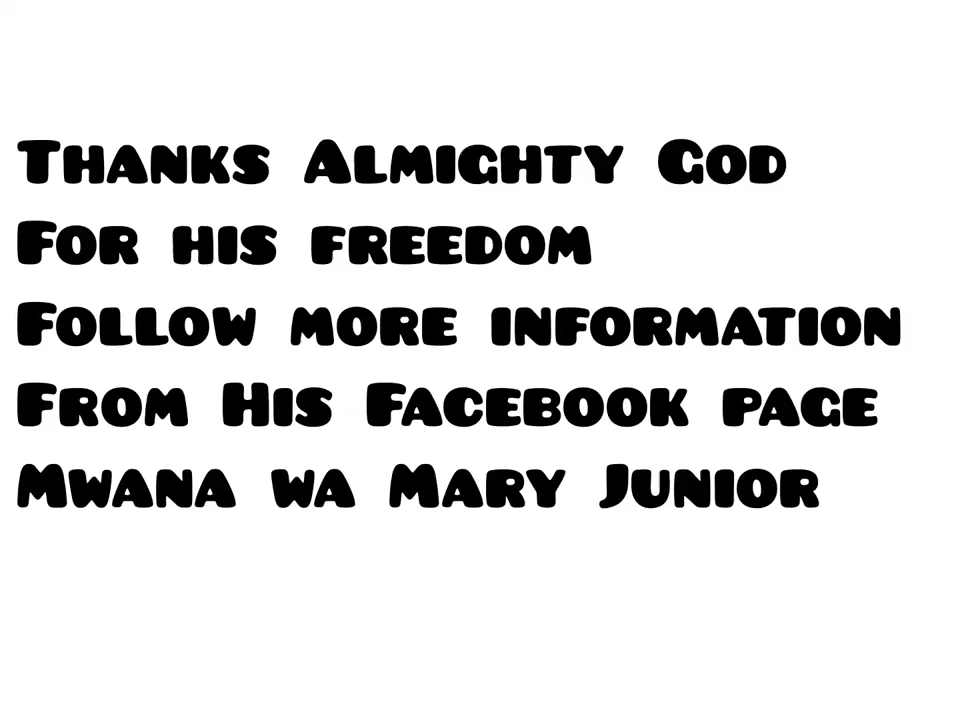 Thanks Almighty God
For his freedom
Follow more information
From His Facebook page
Mwana wa Mary Junior